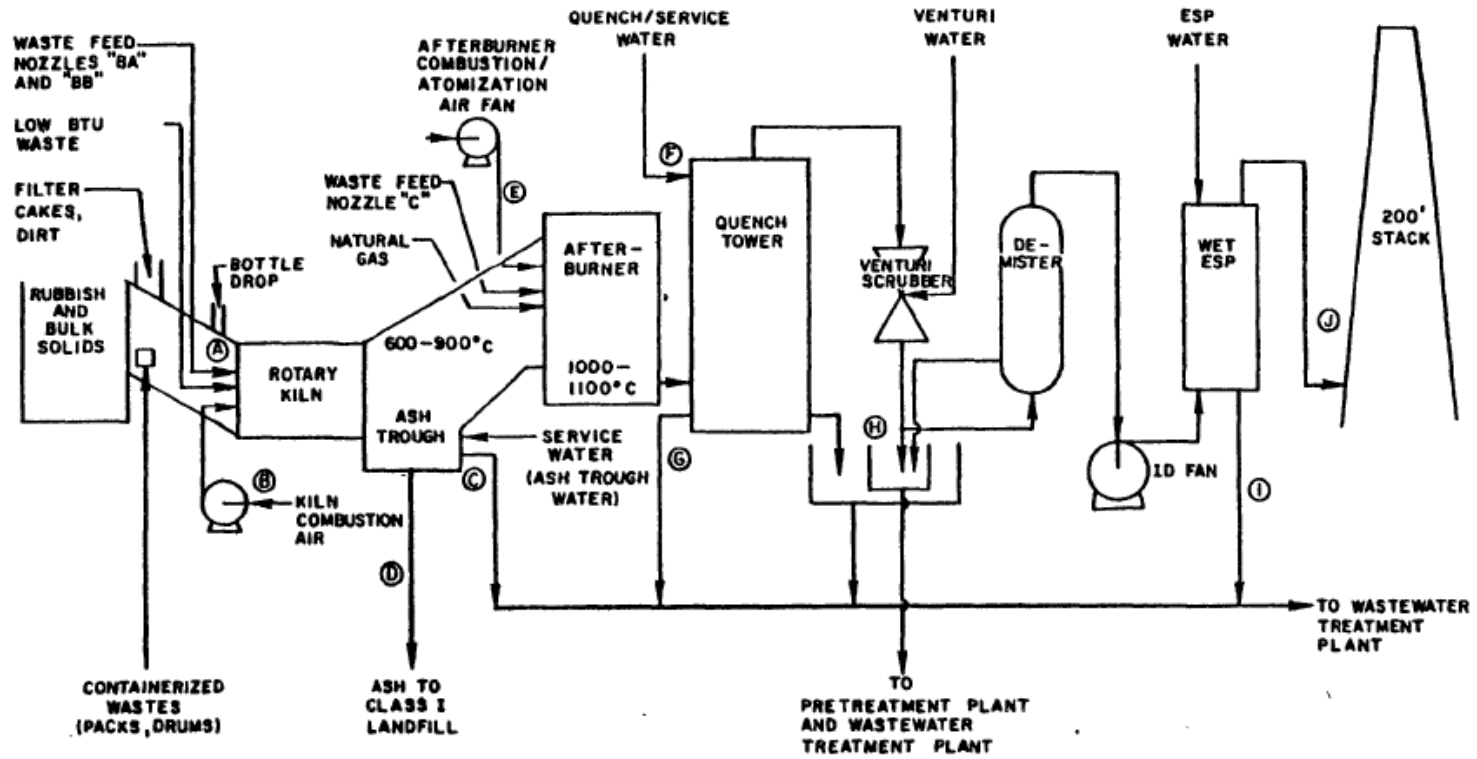 QUENCH/SERVICE
WATER
VENTURI
WATER
ESP
WATER
WASTE FEED
NOZZLES "BA"
AND "BB"
AFTERBURNER
COMBUSTION/
ATOMIZATION
AIR FAN
LOW BTU
WASTE
FILTER
CAKES,
DIRT
WASTE FEED
NOZZLE "C"
NATURAL
GAS
BOTTLE
DROP
RUBBISH
AND
BULK
SOLIDS
A
ROTARY
KILN
600-900°C
E
AFTER-
BURNER
1000-
1100°C
F
QUENCH
TOWER
VENTURI
SCRUBBER
DE-
MISTER
WET
ESP
200'
STACK
J
ASH
TROUGH
SERVICE
WATER
(ASH TROUGH
WATER)
C
G
H
ID FAN
I
B
KILN
COMBUSTION
AIR
D
TO WASTEWATER
TREATMENT
PLANT
CONTAINERIZED
WASTES
(PACKS, DRUMS)
ASH TO
CLASS I
LANDFILL
TO
PRETREATMENT PLANT
AND WASTEWATER
TREATMENT PLANT